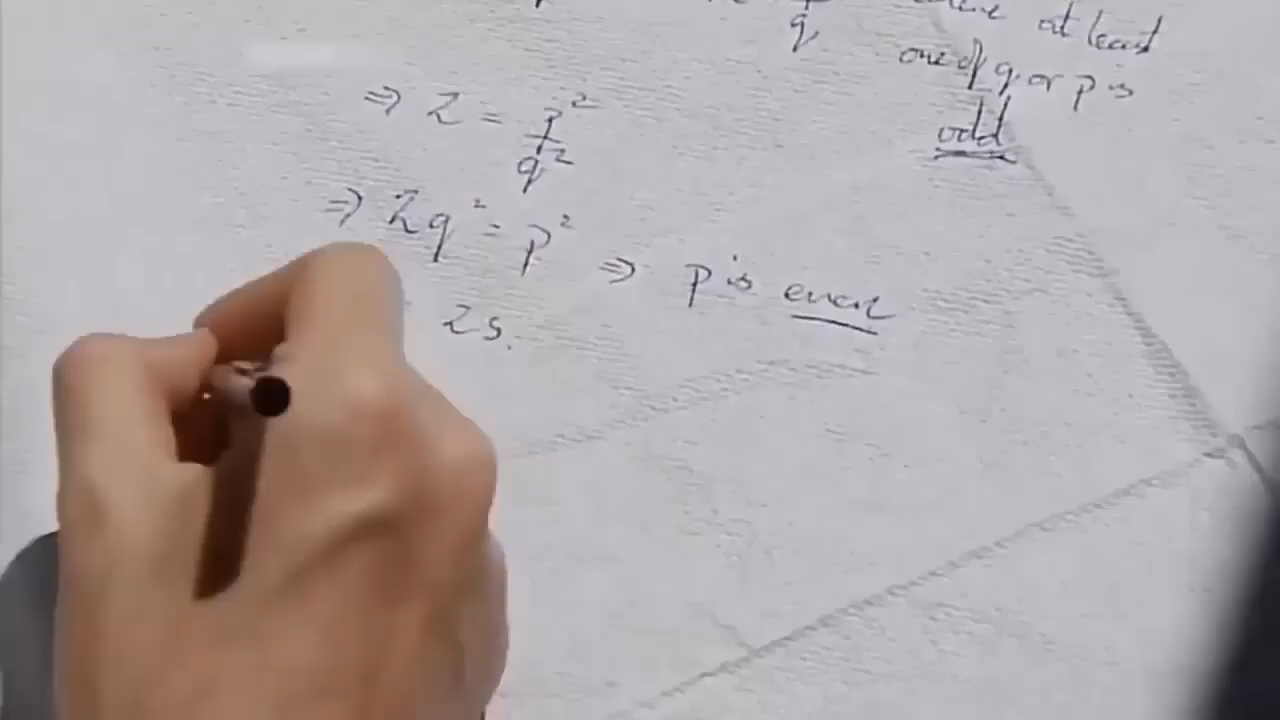 q at least
one of q or p is
odd
⇒ 2 = p²/q²
⇒ 2q² = p² ⇒ p is even
2s.